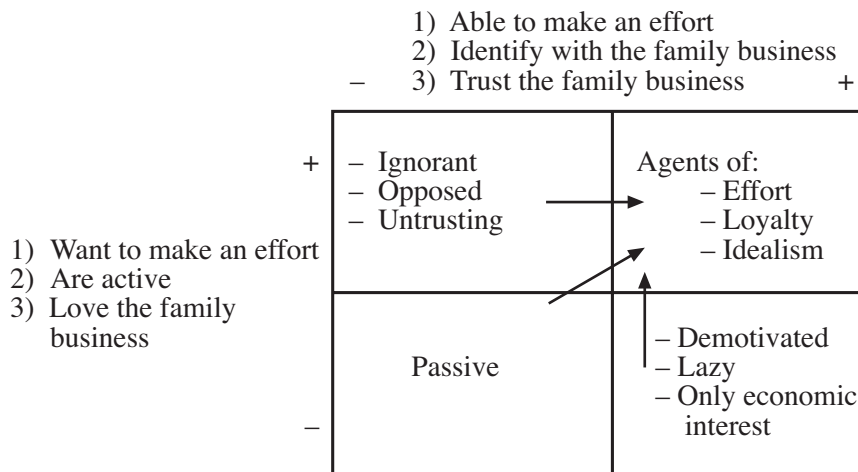 1) Able to make an effort
2) Identify with the family business
– 3) Trust the family business +
+ – Ignorant
– Opposed
– Untrusting
Agents of:
– Effort
– Loyalty
– Idealism
1) Want to make an effort
2) Are active
3) Love the family
business
Passive
– Demotivated
– Lazy
– Only economic
interest
–